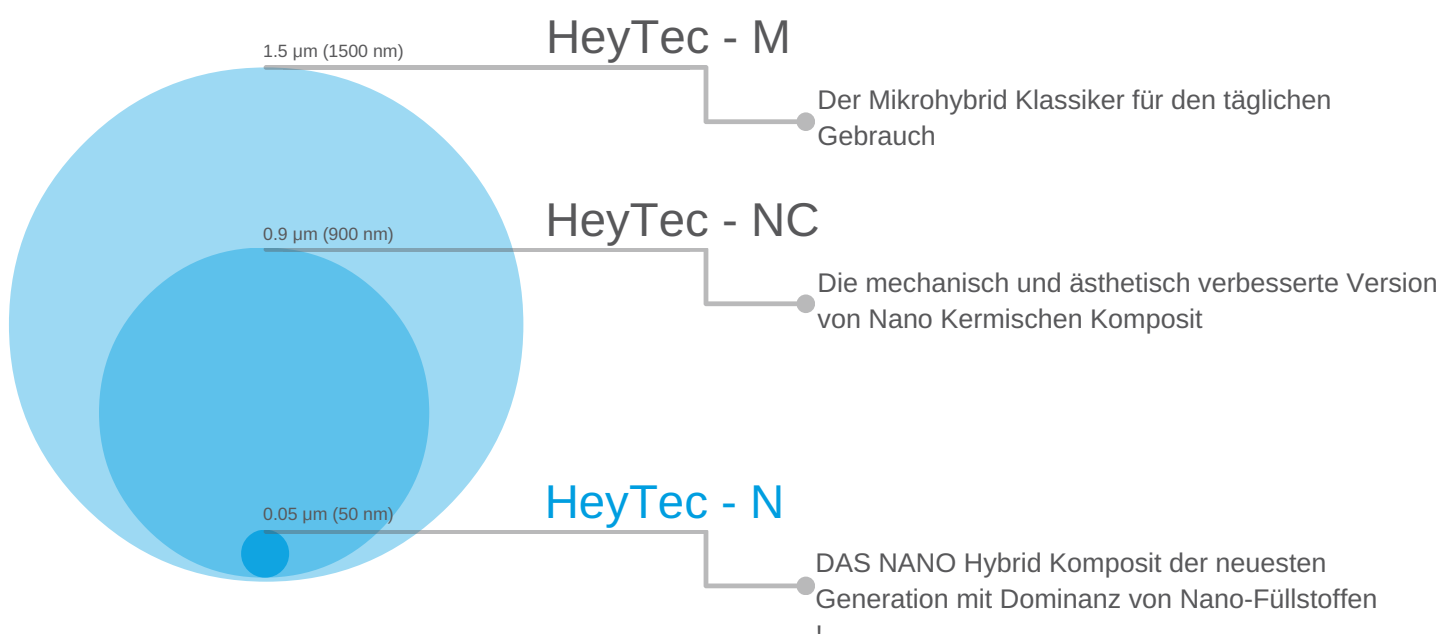 HeyTec - M
1.5 µm (1500 nm)
Der Mikrohybrid Klassiker für den täglichen
Gebrauch
HeyTec - NC
0.9 µm (900 nm)
Die mechanisch und ästhetisch verbesserte Version
von Nano Kermischen Komposit
HeyTec - N
0.05 µm (50 nm)
DAS NANO Hybrid Komposit der neuesten
Generation mit Dominanz von Nano-Füllstoffen